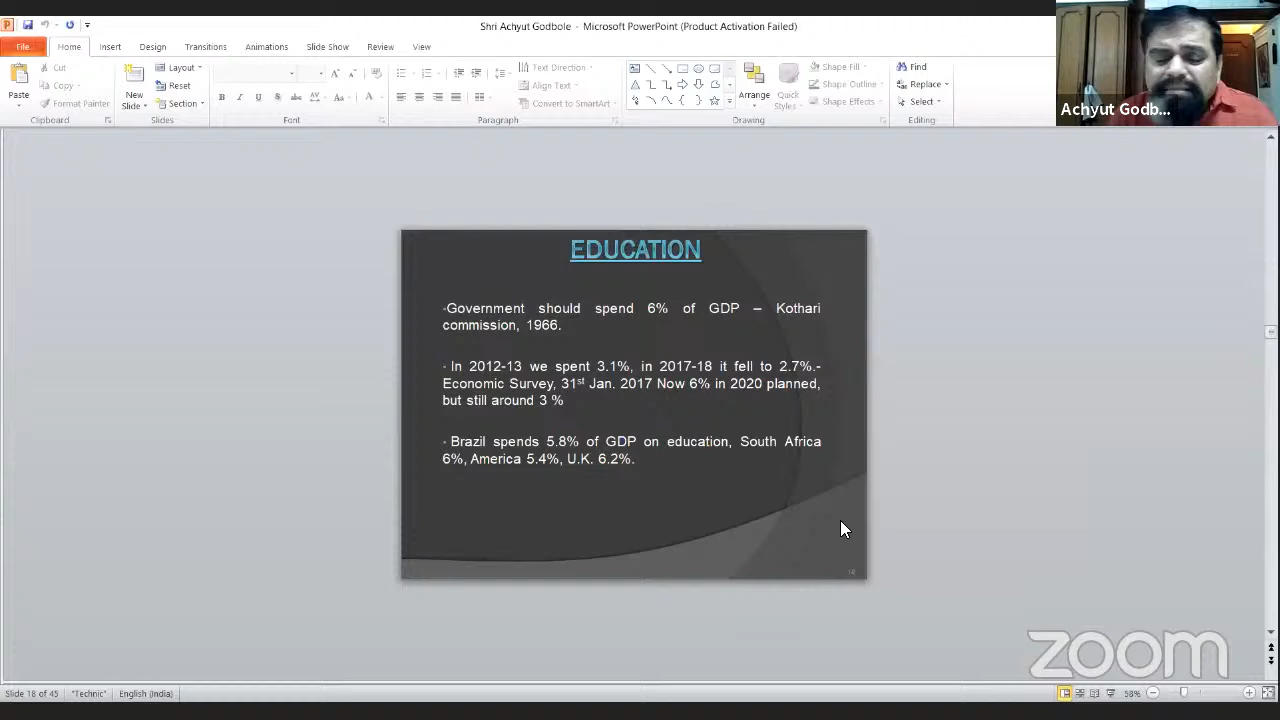 Shri Achyut Godbole - Microsoft PowerPoint (Product Activation Failed)
File Home Insert Design Transitions Animations Slide Show Review View
Paste
Cut
Copy
Format Painter
Clipboard
New
Slide
Layout
Reset
Section
Slides
B I U S abc AV Aa A
Font
Text Direction
Align Text
Convert to SmartArt
Paragraph
Arrange
Quick
Styles
Shape Fill
Shape Outline
Shape Effects
Drawing
Find
Replace
Select
Editing
Achyut Godb...
EDUCATION
Government should spend 6% of GDP – Kothari
commission, 1966.
In 2012-13 we spent 3.1%, in 2017-18 it fell to 2.7%.-
Economic Survey, 31st Jan. 2017 Now 6% in 2020 planned,
but still around 3 %
Brazil spends 5.8% of GDP on education, South Africa
6%, America 5.4%, U.K. 6.2%.
zoom
Slide 18 of 45 "Technic" English (India) 58%